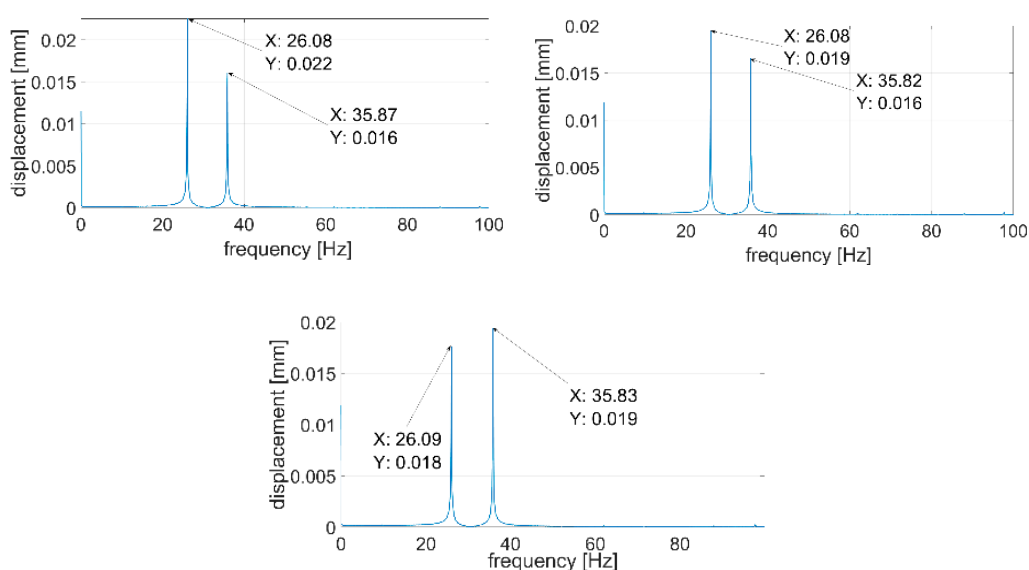 0.02
0.015
0.01
0.005
0
displacement [mm]
X: 26.08
Y: 0.022
X: 35.87
Y: 0.016
0 20 40 60 80 100
frequency [Hz]
0.02
0.015
0.01
0.005
0
displacement [mm]
X: 26.08
Y: 0.019
X: 35.82
Y: 0.016
0 20 40 60 80 100
frequency [Hz]
0.02
0.015
0.01
0.005
0
displacement [mm]
X: 35.83
Y: 0.019
X: 26.09
Y: 0.018
0 20 40 60 80
frequency [Hz]